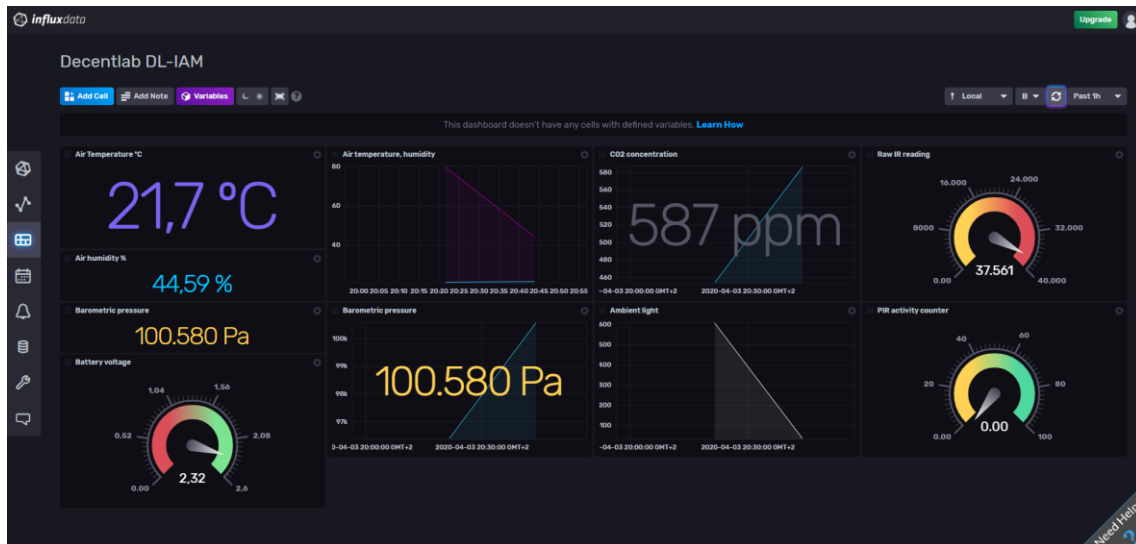 influxdata
Upgrade
Decentlab DL-IAM
Add Cell
Add Note
Variables
Local
Past 1h
This dashboard doesn't have any cells with defined variables. Learn How
Air Temperature °C
21,7 °C
Air humidity %
44,59 %
Barometric pressure
100.580 Pa
Battery voltage
0.00
0,52
1,04
1,56
2,08
2,6
2,32
Air temperature, humidity
80
60
40
20:00 20:05 20:10 20:15 20:20 20:25 20:30 20:35 20:40 20:45 20:50 20:55
CO2 concentration
580
560
540
520
500
480
460
587 ppm
-04-03 20:00:00 GMT+2
2020-04-03 20:30:00 GMT+2
Raw IR reading
0.00
8000
16.000
24.000
32.000
40.000
37.561
Barometric pressure
100k
99k
98k
97k
100.580 Pa
0-04-03 20:00:00 GMT+2
2020-04-03 20:30:00 GMT+2
Ambient light
600
500
400
300
200
100
-04-03 20:00:00 GMT+2
2020-04-03 20:30:00 GMT+2
PIR activity counter
0.00
20
40
60
80
100
0.00
Need Help